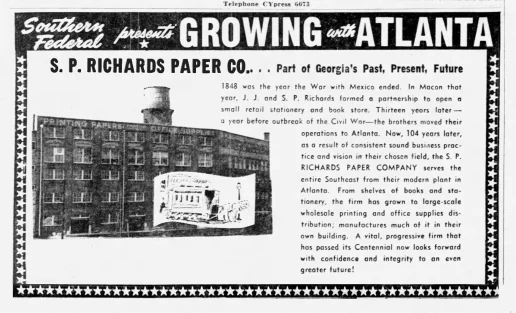 Telephone CYpress 6673
Southern Federal presents GROWING with ATLANTA
S. P. RICHARDS PAPER CO. . . . Part of Georgia's Past, Present, Future
1848 was the year the War with Mexico ended. In Macon that
year, J. J. and S. P. Richards formed a partnership to open a
small retail stationery and book store. Thirteen years later —
a year before outbreak of the Civil War—the brothers moved their
operations to Atlanta. Now, 104 years later,
as a result of consistent sound business prac-
tice and vision in their chosen field, the S. P.
RICHARDS PAPER COMPANY serves the
entire Southeast from their modern plant in
Atlanta. From shelves of books and sta-
tionery, the firm has grown to large-scale
wholesale printing and office supplies dis-
tribution; manufactures much of it in their
own building. A vital, progressive firm that
has passed its Centennial now looks forward
with confidence and integrity to an even
greater future!
PRINTING PAPERS OFFICE SUPPLIES